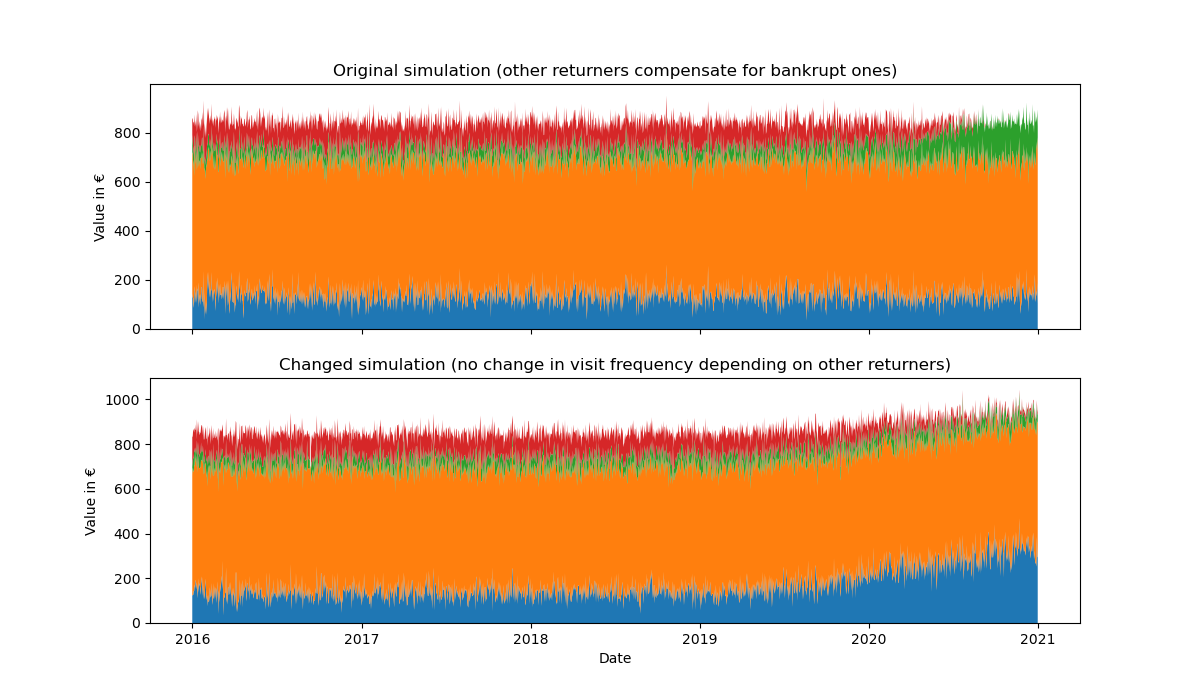 Original simulation (other returners compensate for bankrupt ones)
800
600
400
200
0
Value in €
Changed simulation (no change in visit frequency depending on other returners)
1000
800
600
400
200
0
Value in €
2016 2017 2018 2019 2020 2021
Date